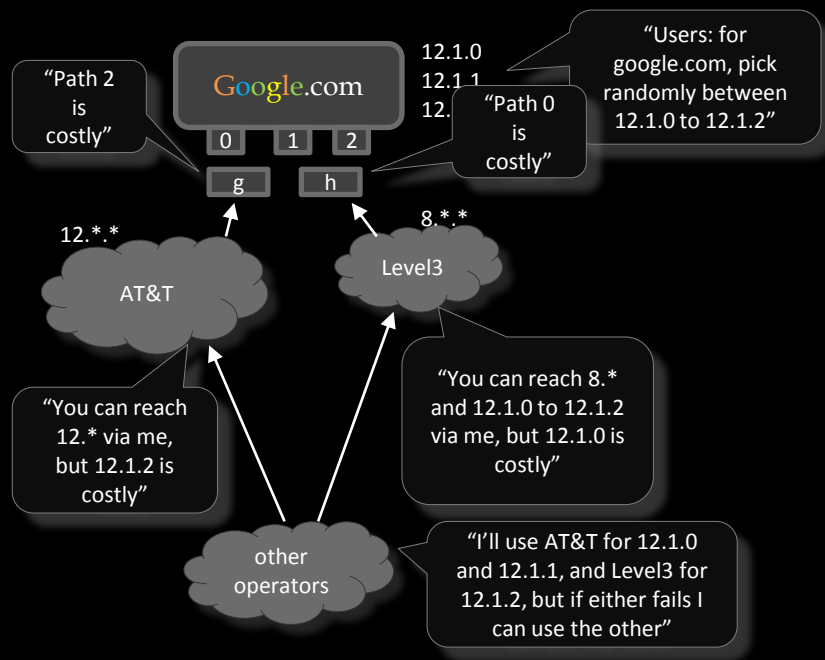 12.1.0
12.1.1
12.
“Users: for
google.com, pick
randomly between
12.1.0 to 12.1.2”
“Path 2
is
costly”
Google.com
“Path 0
is
costly”
0
1
2
g
h
12.*.*
8.*.*
AT&T
Level3
“You can reach
12.* via me,
but 12.1.2 is
costly”
“You can reach 8.*
and 12.1.0 to 12.1.2
via me, but 12.1.0 is
costly”
other
operators
“I’ll use AT&T for 12.1.0
and 12.1.1, and Level3 for
12.1.2, but if either fails I
can use the other”